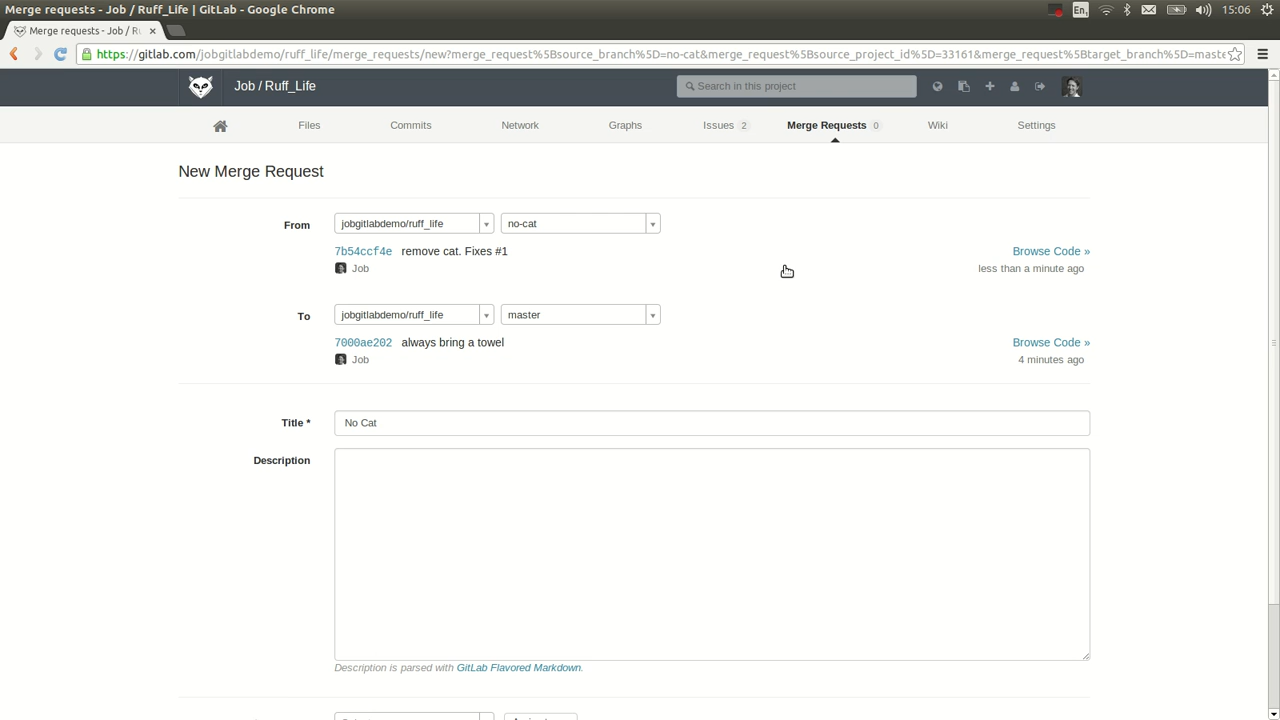 Merge requests - Job / Ruff_Life | GitLab - Google Chrome
En1
15:06
Merge requests - Job / Ru
https://gitlab.com/jobgitlabdemo/ruff_life/merge_requests/new?merge_request%5Bsource_branch%5D=no-cat&merge_request%5Bsource_project_id%5D=33161&merge_request%5Btarget_branch%5D=maste
Job / Ruff_Life
Search in this project
Files
Commits
Network
Graphs
Issues 2
Merge Requests 0
Wiki
Settings
New Merge Request
From
jobgitlabdemo/ruff_life
no-cat
7b54ccf4e remove cat. Fixes #1
Browse Code »
Job
less than a minute ago
To
jobgitlabdemo/ruff_life
master
7000ae202 always bring a towel
Browse Code »
Job
4 minutes ago
Title *
No Cat
Description
Description is parsed with GitLab Flavored Markdown.